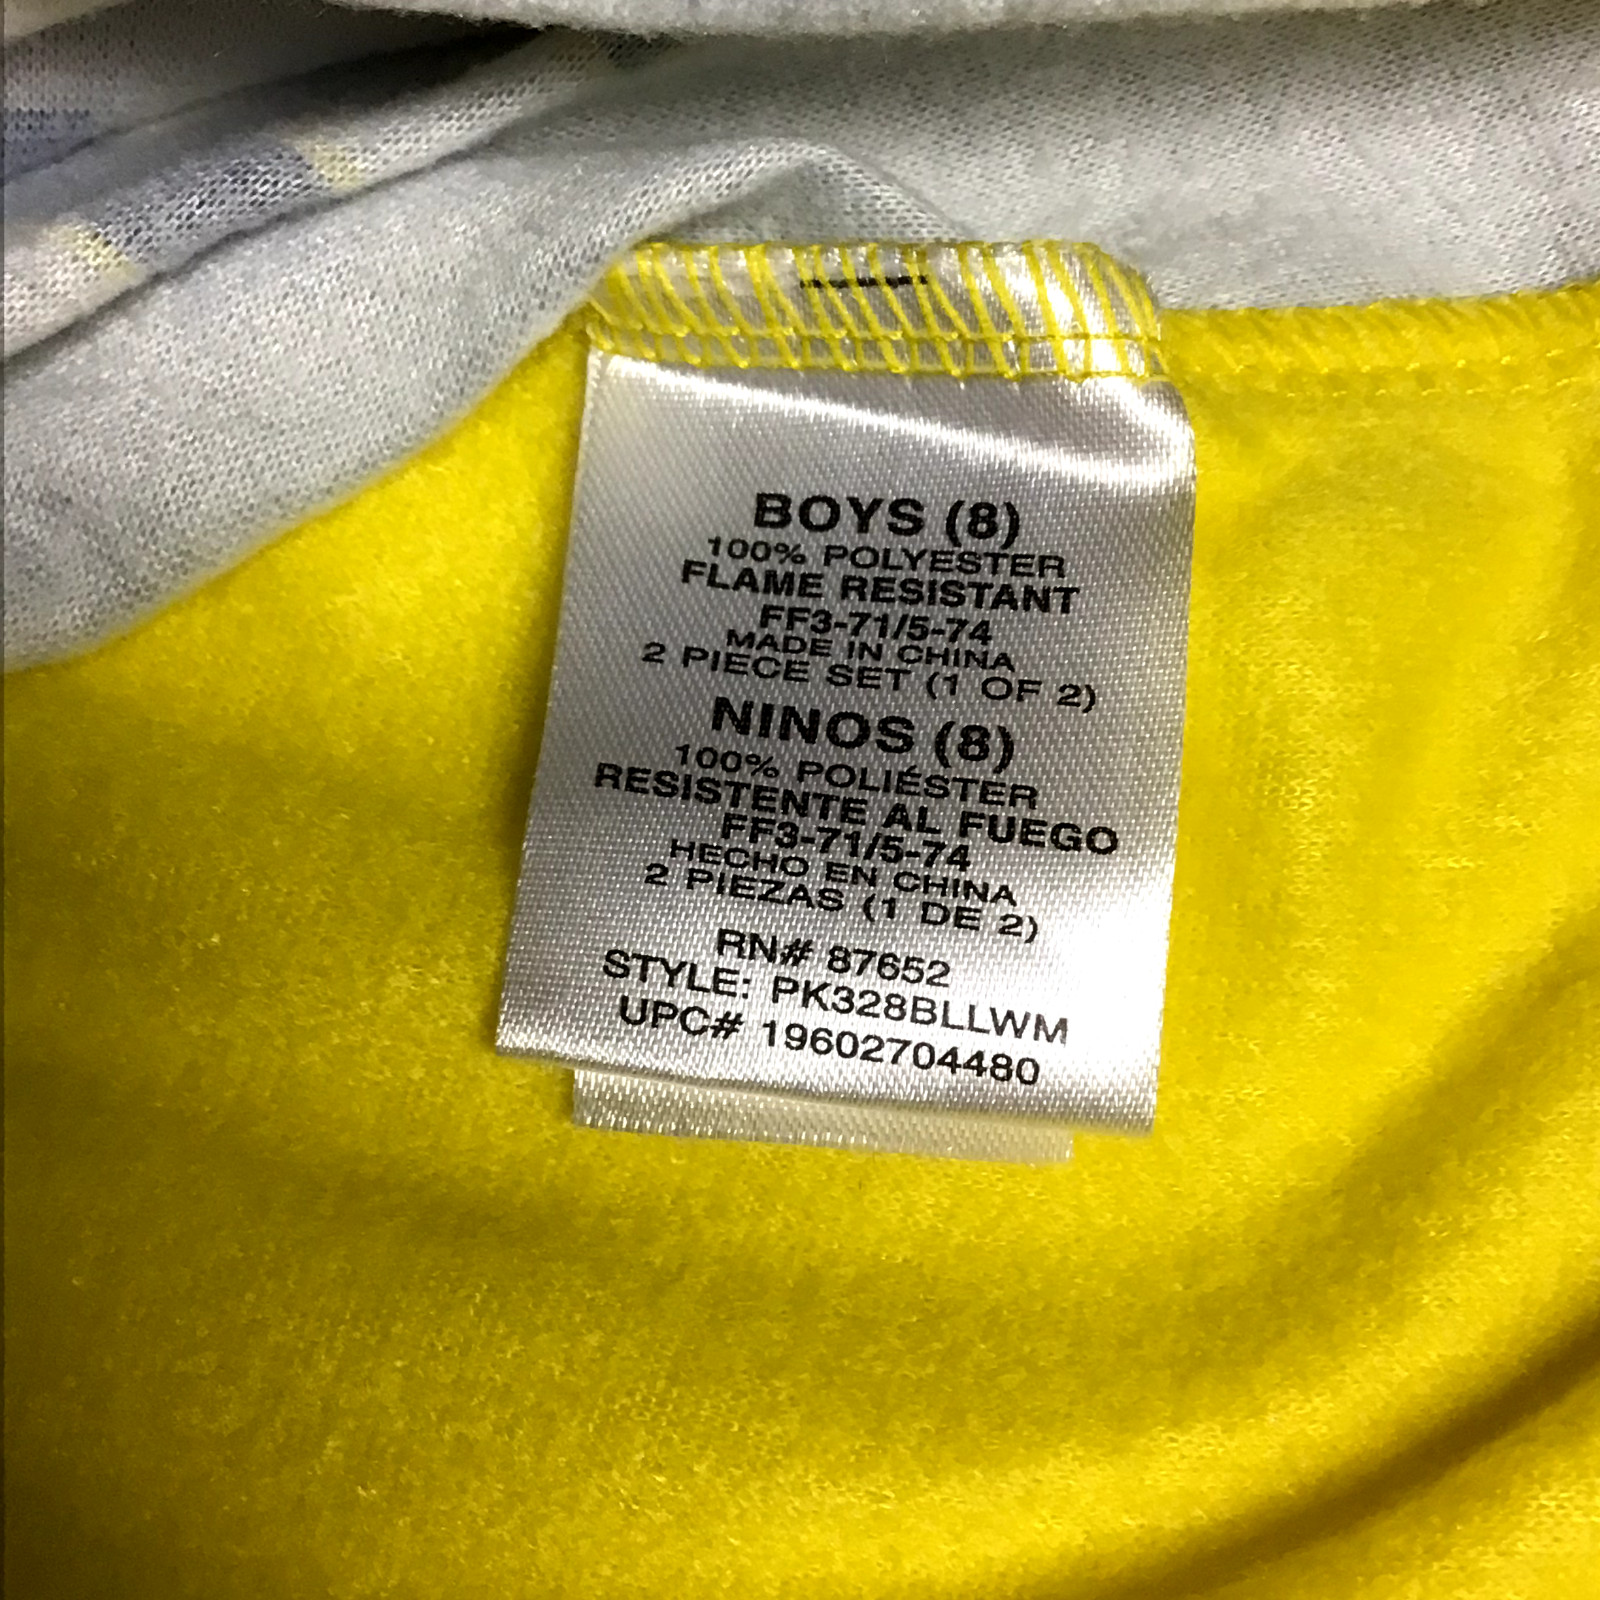 BOYS (8)
100% POLYESTER
FLAME RESISTANT
FF3-71/5-74
MADE IN CHINA
2 PIECE SET (1 OF 2)
NINOS (8)
100% POLIÉSTER
RESISTENTE AL FUEGO
FF3-71/5-74
HECHO EN CHINA
2 PIEZAS (1 DE 2)
RN# 87652
STYLE: PK328BLLWM
UPC# 19602704480